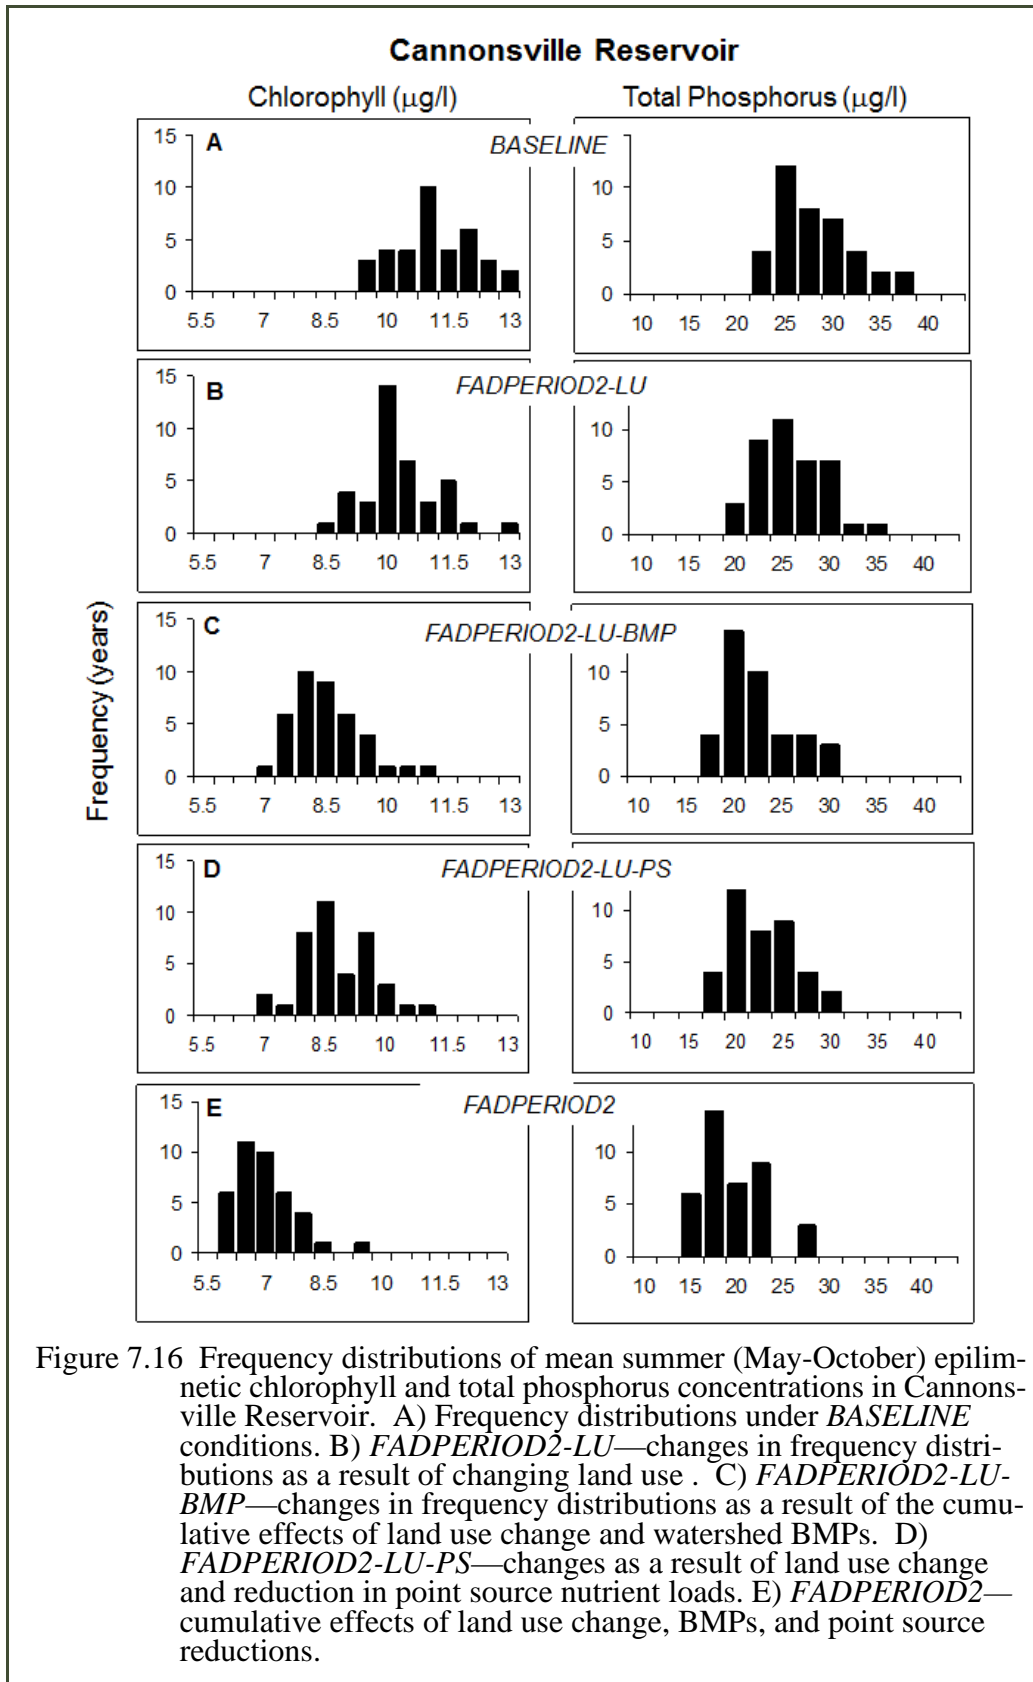 Cannonsville Reservoir
Chlorophyll (μg/l)
Total Phosphorus (μg/l)
Frequency (years)
A
BASELINE
15
10
5
0
5.5 7 8.5 10 11.5 13
10
5
0
10 15 20 25 30 35 40
B
FADPERIOD2-LU
15
10
5
0
5.5 7 8.5 10 11.5 13
10
5
0
10 15 20 25 30 35 40
C
FADPERIOD2-LU-BMP
15
10
5
0
5.5 7 8.5 10 11.5 13
10
5
0
10 15 20 25 30 35 40
D
FADPERIOD2-LU-PS
15
10
5
0
5.5 7 8.5 10 11.5 13
10
5
0
10 15 20 25 30 35 40
E
FADPERIOD2
15
10
5
0
5.5 7 8.5 10 11.5 13
10
5
0
10 15 20 25 30 35 40
Figure 7.16 Frequency distributions of mean summer (May-October) epilim-
netic chlorophyll and total phosphorus concentrations in Cannons-
ville Reservoir. A) Frequency distributions under BASELINE
conditions. B) FADPERIOD2-LU—changes in frequency distri-
butions as a result of changing land use . C) FADPERIOD2-LU-
BMP—changes in frequency distributions as a result of the cumu-
lative effects of land use change and watershed BMPs. D)
FADPERIOD2-LU-PS—changes as a result of land use change
and reduction in point source nutrient loads. E) FADPERIOD2—
cumulative effects of land use change, BMPs, and point source
reductions.